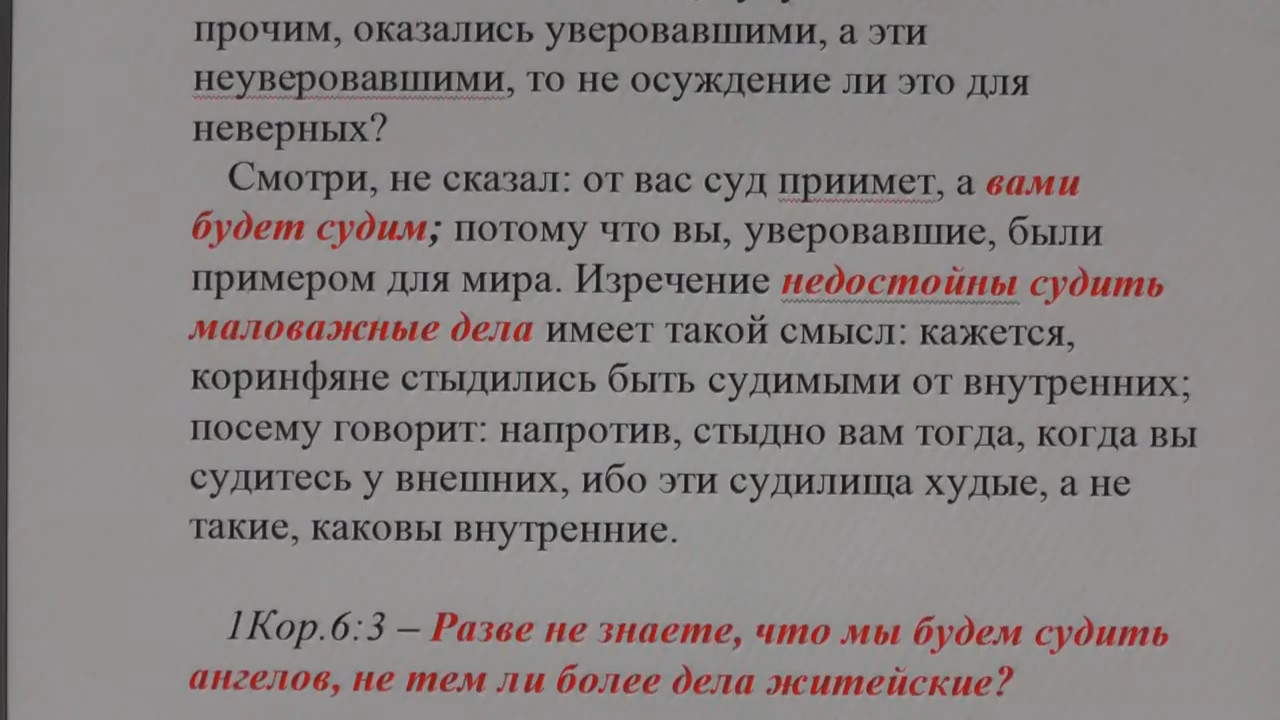 прочим, оказались уверовавшими, а эти
неуверовавшими, то не осуждение ли это для
неверных?
Смотри, не сказал: от вас суд приимет, а вами
будет судим; потому что вы, уверовавшие, были
примером для мира. Изречение недостойны судить
маловажные дела имеет такой смысл: кажется,
коринфяне стыдились быть судимыми от внутренних;
посему говорит: напротив, стыдно вам тогда, когда вы
судитесь у внешних, ибо эти судилища худые, а не
такие, каковы внутренние.
1Кор.6:3 – Разве не знаете, что мы будем судить
ангелов, не тем ли более дела житейские?